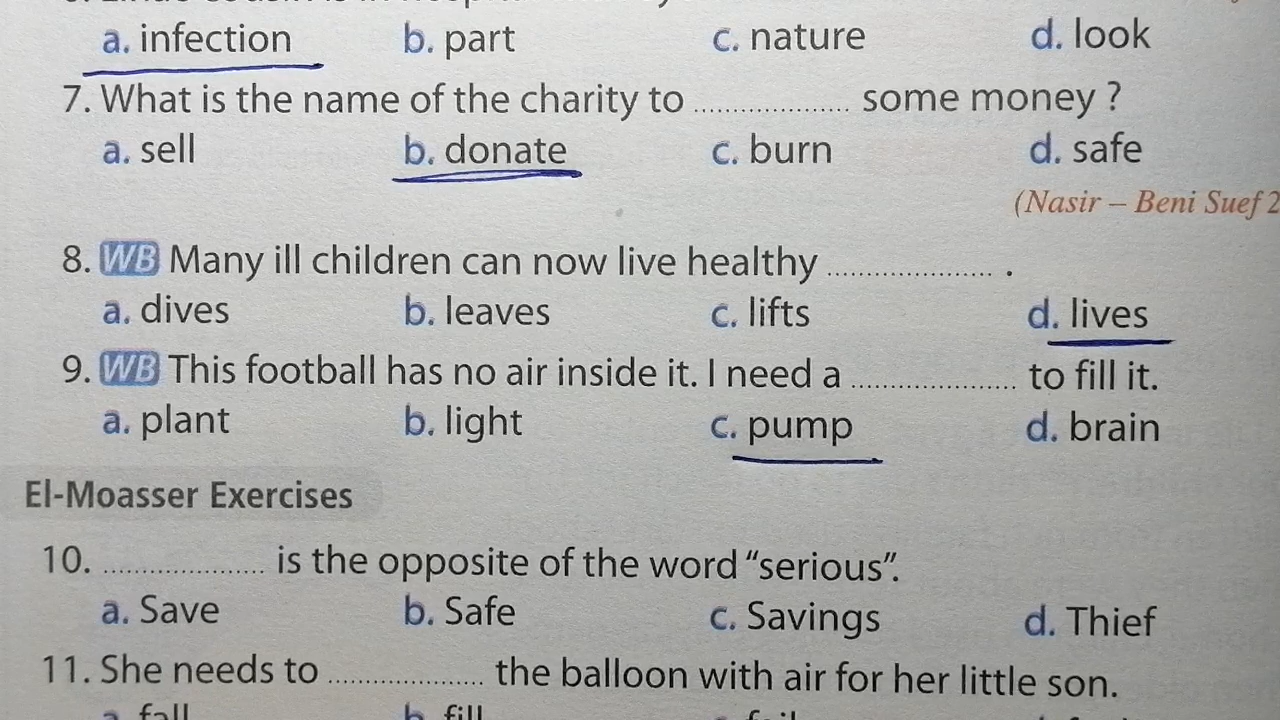 a. infection b. part c. nature d. look
7. What is the name of the charity to .................... some money ?
a. sell b. donate c. burn d. safe
(Nasir – Beni Suef 2
8. WB Many ill children can now live healthy ..................... .
a. dives b. leaves c. lifts d. lives
9. WB This football has no air inside it. I need a ..................... to fill it.
a. plant b. light c. pump d. brain
El-Moasser Exercises
10. ..................... is the opposite of the word “serious”.
a. Save b. Safe c. Savings d. Thief
11. She needs to .................... the balloon with air for her little son.
a. fall b. fill